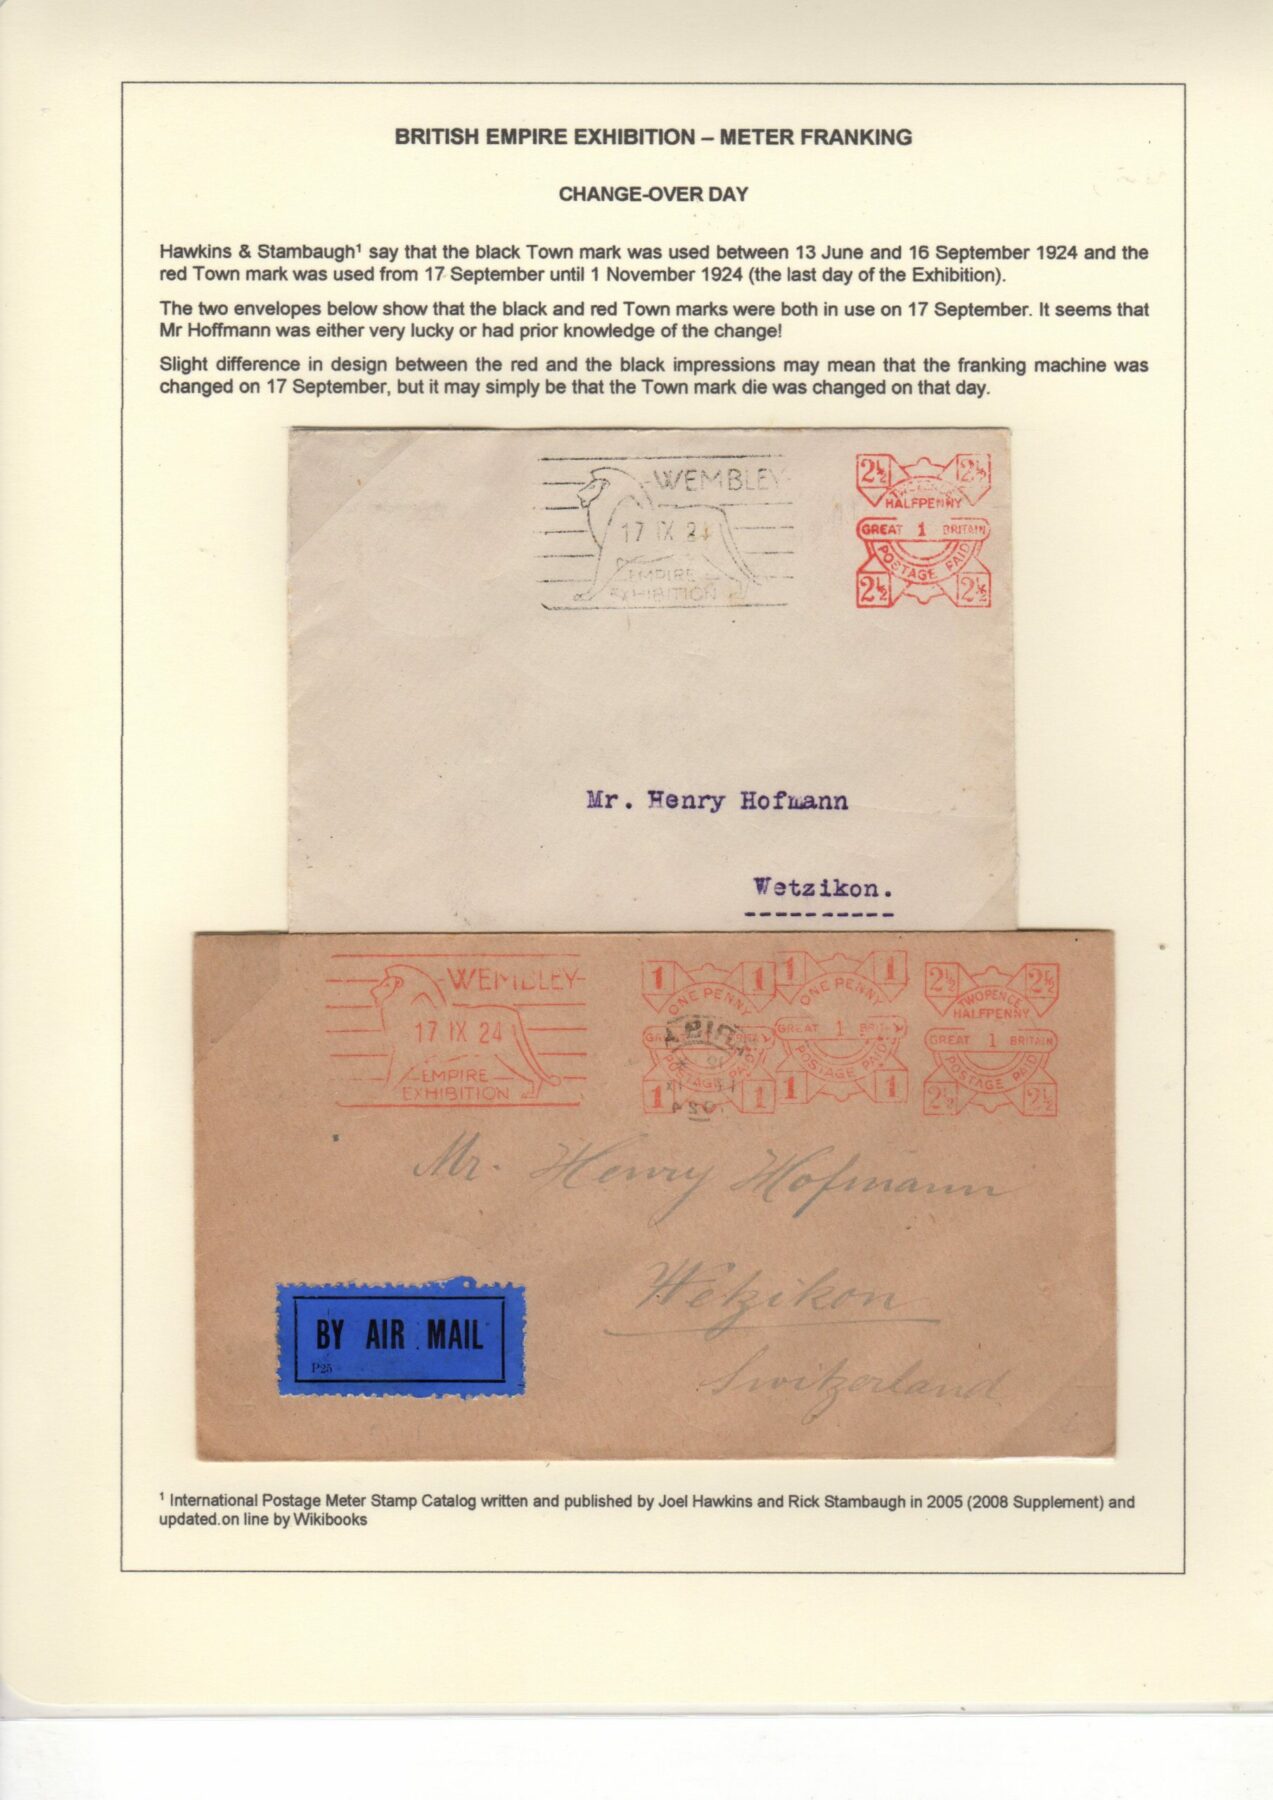 BRITISH EMPIRE EXHIBITION – METER FRANKING
CHANGE-OVER DAY
Hawkins & Stambaugh¹ say that the black Town mark was used between 13 June and 16 September 1924 and the
red Town mark was used from 17 September until 1 November 1924 (the last day of the Exhibition).
The two envelopes below show that the black and red Town marks were both in use on 17 September. It seems that
Mr Hoffmann was either very lucky or had prior knowledge of the change!
Slight difference in design between the red and the black impressions may mean that the franking machine was
changed on 17 September, but it may simply be that the Town mark die was changed on that day.
WEMBLEY
17 IX 24
EMPIRE
EXHIBITION
2½ 2½
TWOPENCE
HALFPENNY
GREAT 1 BRITAIN
POSTAGE PAID
2½ 2½
Mr. Henry Hofmann
Wetzikon.
WEMBLEY
17 IX 24
EMPIRE
EXHIBITION
1 1
ONE PENNY
POSTAGE PAID
1 1
1 1
ONE PENNY
GREAT 1 BRITAIN
POSTAGE PAID
1 1
2½ 2½
TWOPENCE
HALFPENNY
GREAT 1 BRITAIN
POSTAGE PAID
2½ 2½
Mr. Henry Hofmann
Wetzikon
Switzerland
BY AIR MAIL
P25
¹ International Postage Meter Stamp Catalog written and published by Joel Hawkins and Rick Stambaugh in 2005 (2008 Supplement) and
updated.on line by Wikibooks